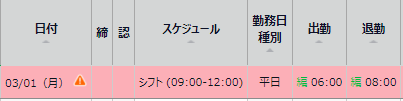 日付 締 認 スケジュール 勤務日種別 出勤 退勤
03/01（月） シフト (09:00-12:00) 平日 編 06:00 編 08:00